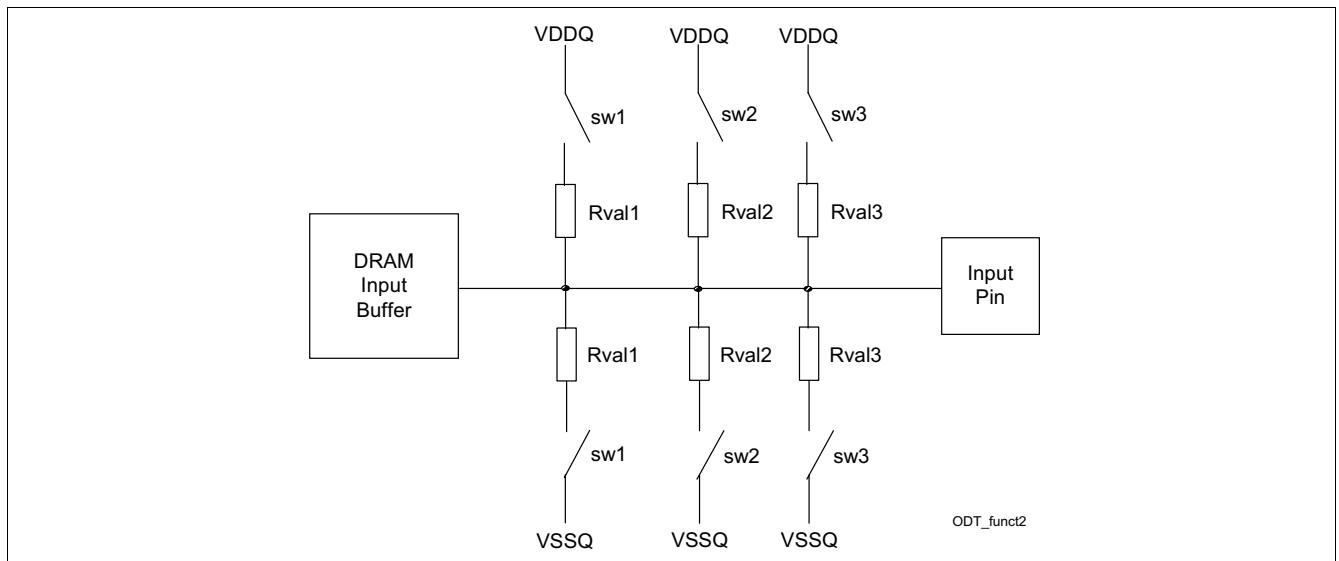 VDDQ VDDQ VDDQ
sw1 sw2 sw3
Rval1 Rval2 Rval3
DRAM
Input
Buffer
Input
Pin
Rval1 Rval2 Rval3
sw1 sw2 sw3
VSSQ VSSQ VSSQ
ODT_funct2